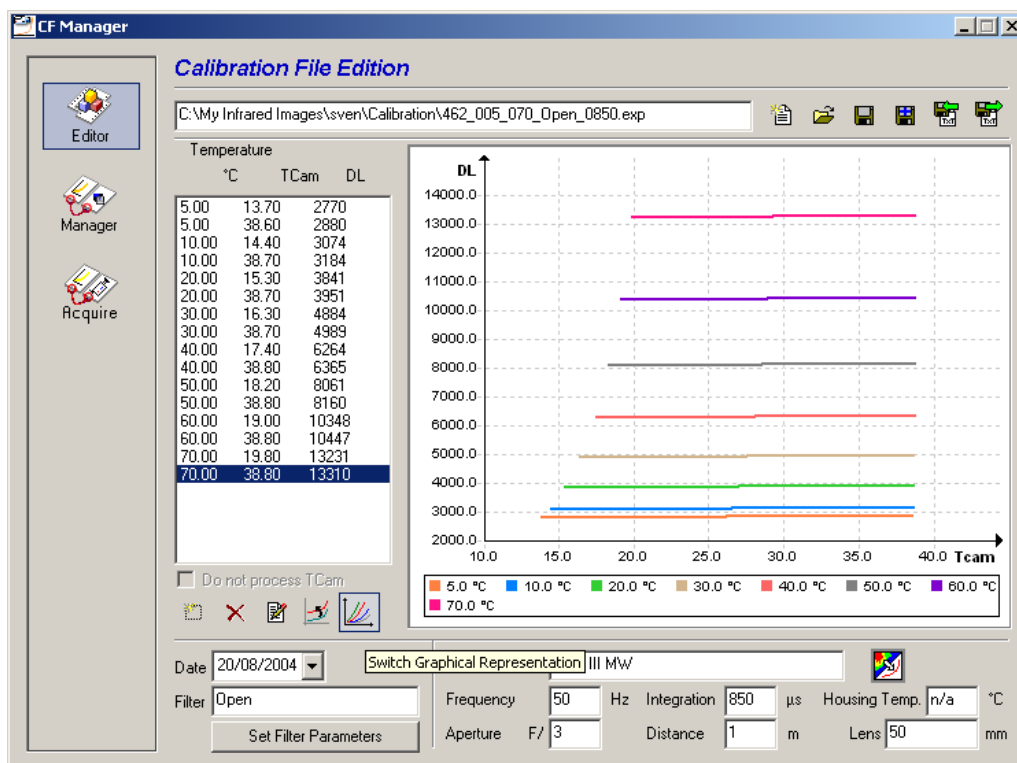 CF Manager
Calibration File Edition
Editor
Manager
Acquire
C:\My Infrared Images\sven\Calibration\462_005_070_Open_0850.exp
TXT TXT
Temperature
°C TCam DL
5.00 13.70 2770
5.00 38.60 2880
10.00 14.40 3074
10.00 38.70 3184
20.00 15.30 3841
20.00 38.70 3951
30.00 16.30 4884
30.00 38.70 4989
40.00 17.40 6264
40.00 38.80 6365
50.00 18.20 8061
50.00 38.80 8160
60.00 19.00 10348
60.00 38.80 10447
70.00 19.80 13231
70.00 38.80 13310
Do not process TCam
DL
14000.0
13000.0
12000.0
11000.0
10000.0
9000.0
8000.0
7000.0
6000.0
5000.0
4000.0
3000.0
2000.0
10.0 15.0 20.0 25.0 30.0 35.0 40.0 Tcam
5.0 °C 10.0 °C 20.0 °C 30.0 °C 40.0 °C 50.0 °C 60.0 °C
70.0 °C
Date 20/08/2004
Switch Graphical Representation
III MW
Filter Open
Set Filter Parameters
Frequency 50 Hz Integration 850 µs Housing Temp. n/a °C
Aperture F/ 3 Distance 1 m Lens 50 mm